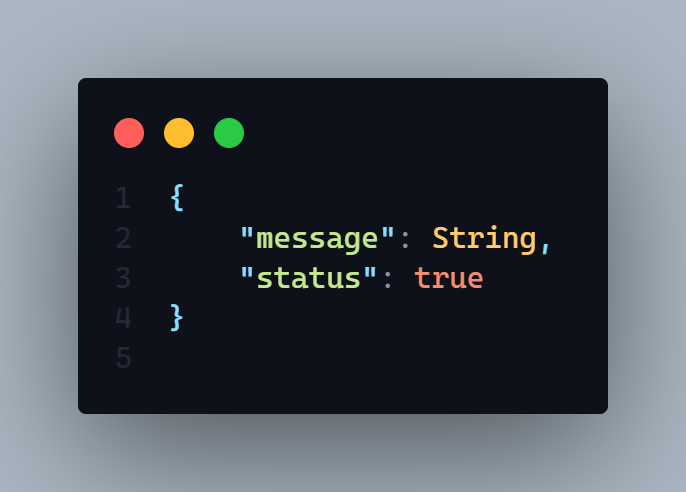 1 {
2     "message": String,
3     "status": true
4 }
5